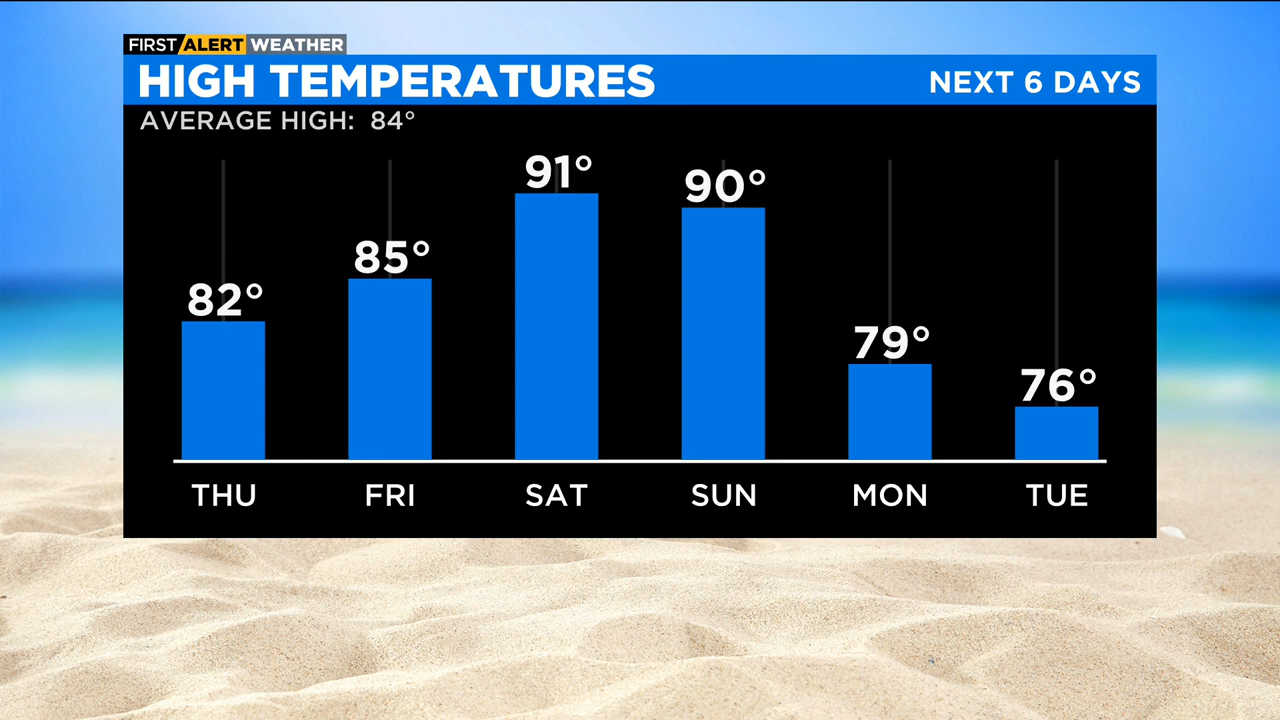 FIRST ALERT WEATHER
HIGH TEMPERATURES NEXT 6 DAYS
AVERAGE HIGH: 84°
82° 85° 91° 90° 79° 76°
THU FRI SAT SUN MON TUE